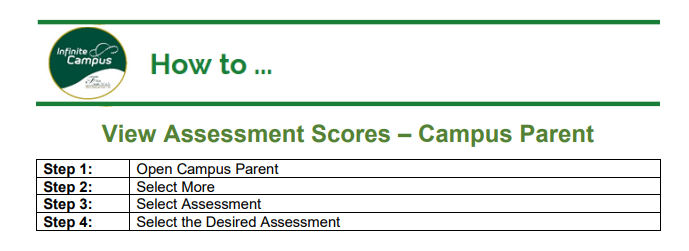 Infinite
Campus
How to ...
View Assessment Scores – Campus Parent
Step 1: Open Campus Parent
Step 2: Select More
Step 3: Select Assessment
Step 4: Select the Desired Assessment